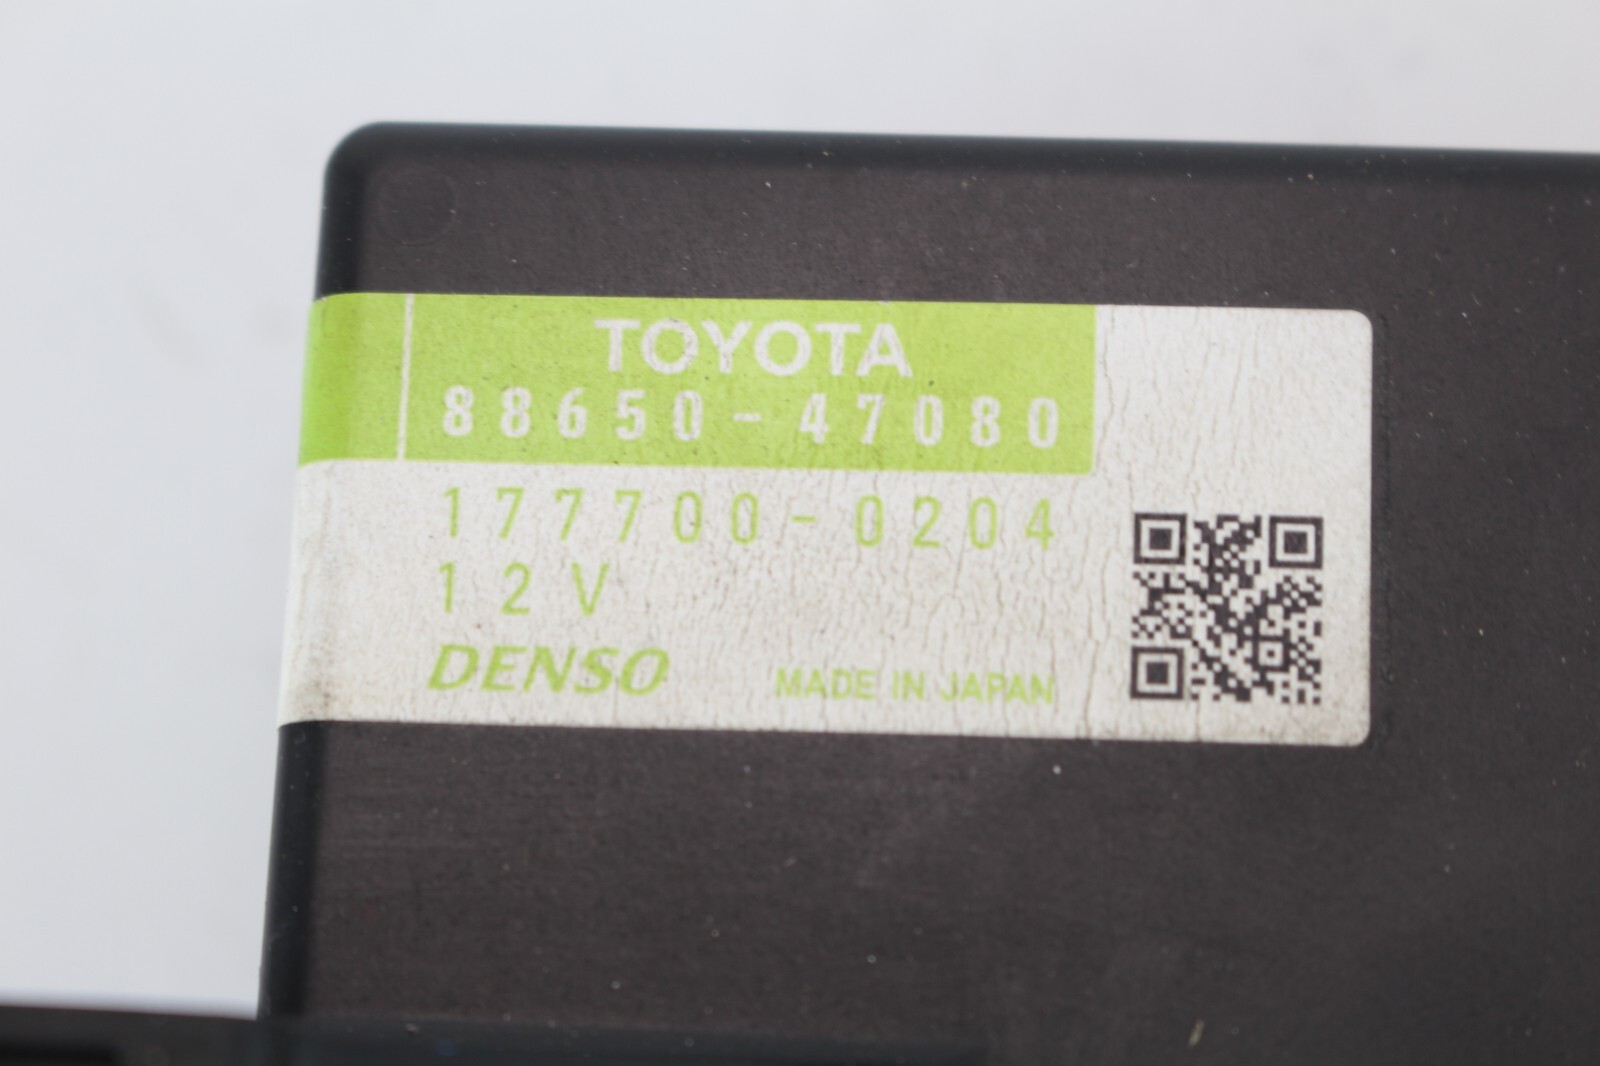 TOYOTA
88650-47080
177700-0204
12V
DENSO MADE IN JAPAN